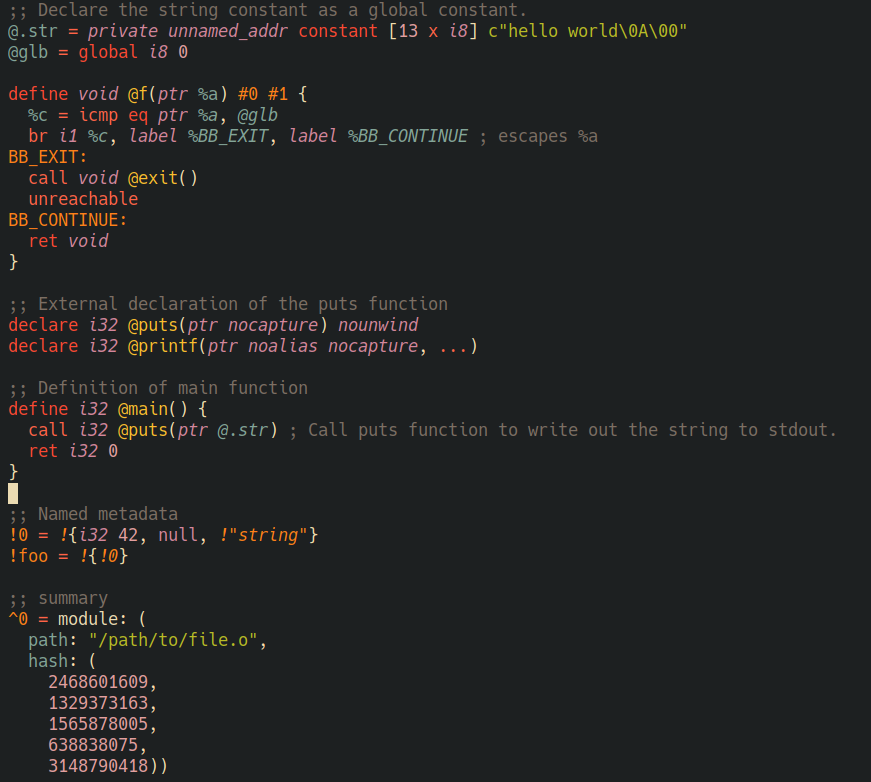 ;; Declare the string constant as a global constant.
@.str = private unnamed_addr constant [13 x i8] c"hello world\0A\00"
@glb = global i8 0

define void @f(ptr %a) #0 #1 {
  %c = icmp eq ptr %a, @glb
  br i1 %c, label %BB_EXIT, label %BB_CONTINUE ; escapes %a
BB_EXIT:
  call void @exit()
  unreachable
BB_CONTINUE:
  ret void
}

;; External declaration of the puts function
declare i32 @puts(ptr nocapture) nounwind
declare i32 @printf(ptr noalias nocapture, ...)

;; Definition of main function
define i32 @main() {
  call i32 @puts(ptr @.str) ; Call puts function to write out the string to stdout.
  ret i32 0
}

;; Named metadata
!0 = !{i32 42, null, !"string"}
!foo = !{!0}

;; summary
^0 = module: (
  path: "/path/to/file.o",
  hash: (
    2468601609,
    1329373163,
    1565878005,
    638838075,
    3148790418))